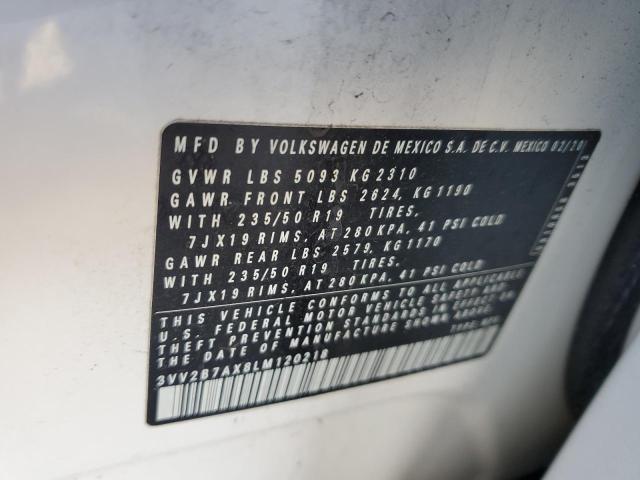 MFD BY VOLKSWAGEN DE MEXICO S.A. DE C.V. MEXICO 02/20
GVWR LBS 5093 KG 2310
GAWR FRONT LBS 2624, KG 1190
WITH 235/50 R19 TIRES,
7JX19 RIMS, AT 280 KPA, 41 PSI COLD
GAWR REAR LBS 2579, KG 1170
WITH 235/50 R19 TIRES,
7JX19 RIMS, AT 280 KPA, 41 PSI COLD
THIS VEHICLE CONFORMS TO ALL APPLICABLE
U.S. FEDERAL MOTOR VEHICLE SAFETY AND
THEFT PREVENTION STANDARDS IN EFFECT ON
THE DATE OF MANUFACTURE SHOWN ABOVE.
3VV2B7AX8LM120218